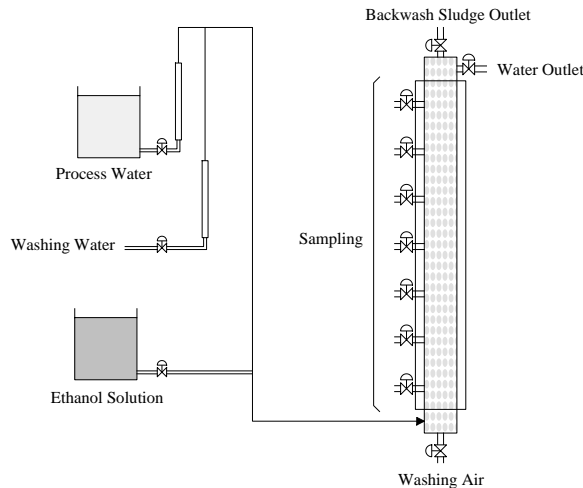 Backwash Sludge Outlet
Water Outlet
Process Water
Washing Water
Sampling
Ethanol Solution
Washing Air